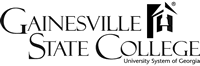 GAINESVILLE
STATE COLLEGE
University System of Georgia